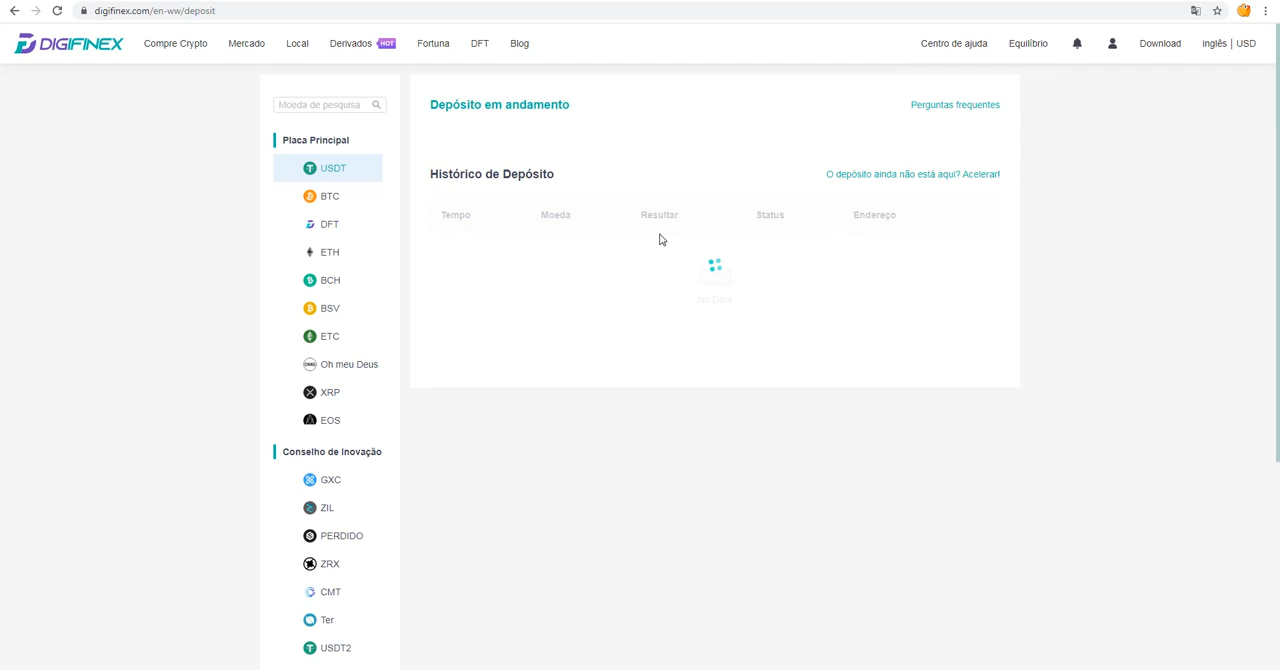 digifinex.com/en-ww/deposit
DIGIFINEX Compre Crypto Mercado Local Derivados HOT Fortuna DFT Blog Centro de ajuda Equilíbrio Download inglês | USD
Moeda de pesquisa
Placa Principal
USDT
BTC
DFT
ETH
BCH
BSV
ETC
OMG Oh meu Deus
XRP
EOS
Conselho de Inovação
GXC
ZIL
PERDIDO
ZRX
CMT
Ter
USDT2
Depósito em andamento Perguntas frequentes
Histórico de Depósito O depósito ainda não está aqui? Acelerar!
Tempo Moeda Resultar Status Endereço
No Data